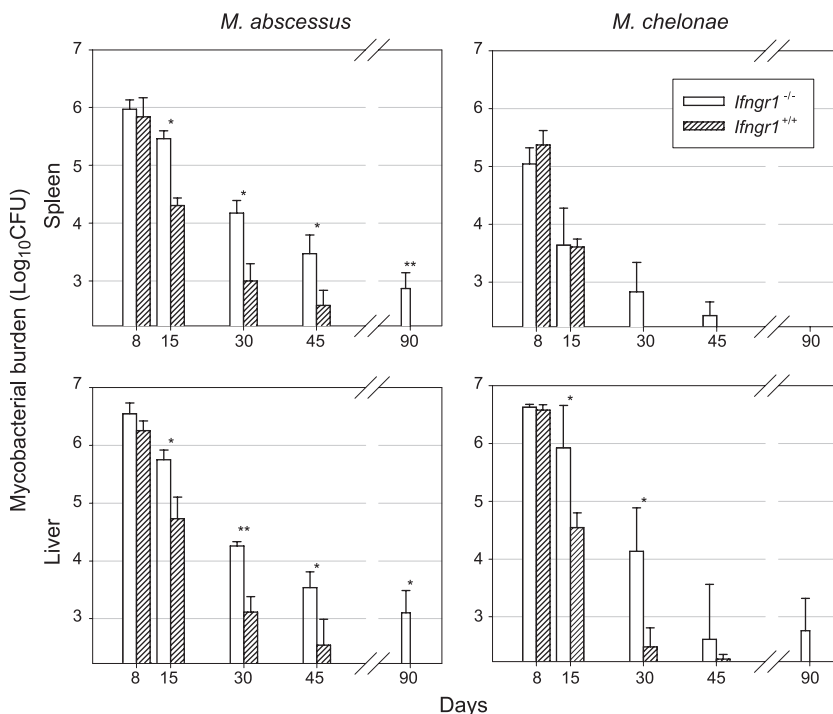 M. abscessus
M. chelonae
Mycobacterial burden (Log10CFU)
Spleen
7
6
5
4
3
*
*
*
**
8 15 30 45 90
7
6
5
4
3
Ifngr1 -/-
Ifngr1 +/+
8 15 30 45 90
Liver
7
6
5
4
3
*
**
*
*
8 15 30 45 90
7
6
5
4
3
*
*
8 15 30 45 90
Days